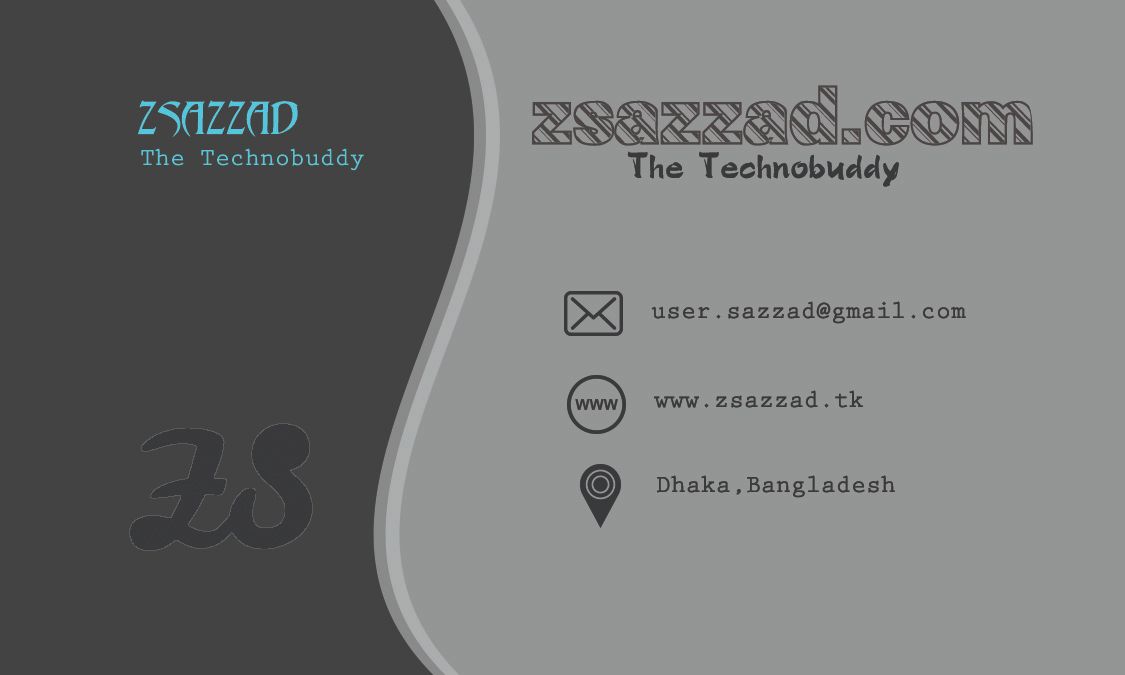 ZSAZZAD
The Technobuddy
ZS
zsazzad.com
The Technobuddy
user.sazzad@gmail.com
www
www.zsazzad.tk
Dhaka,Bangladesh